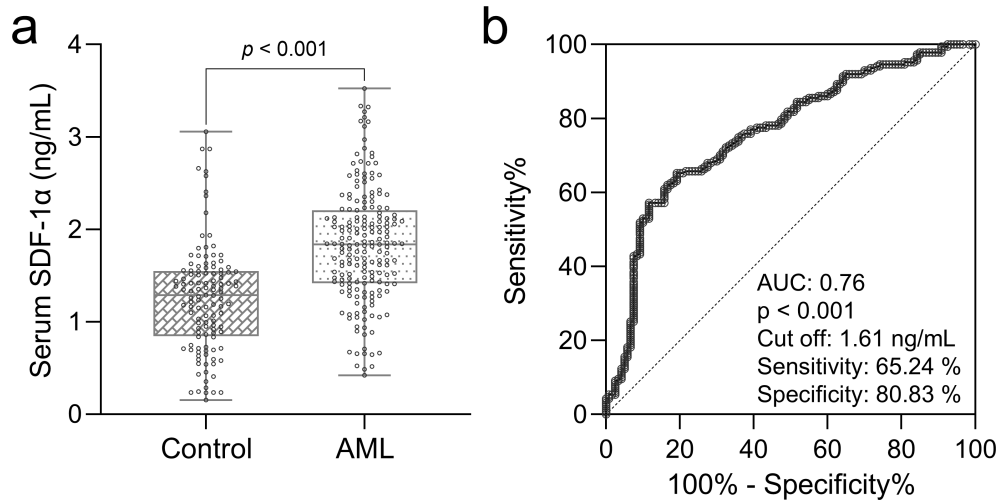 a
p < 0.001
Serum SDF-1α (ng/mL)
4
3
2
1
0
Control
AML
b
Sensitivity%
100
80
60
40
20
0
AUC: 0.76
p < 0.001
Cut off: 1.61 ng/mL
Sensitivity: 65.24 %
Specificity: 80.83 %
0 20 40 60 80 100
100% - Specificity%